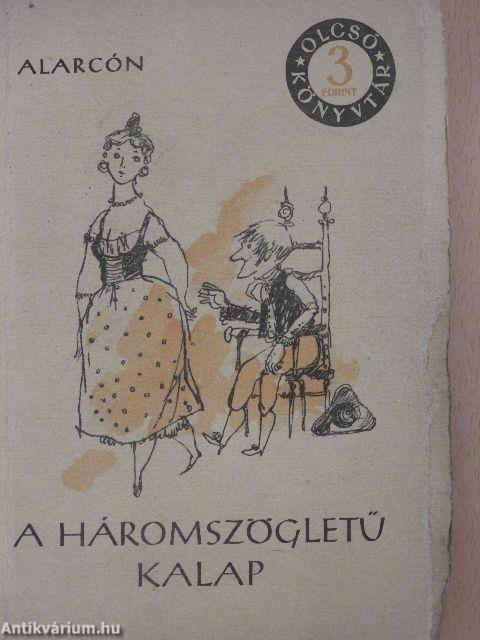 ALARCÓN
OLCSÓ KÖNYVTÁR
3
FORINT
A HÁROMSZÖGLETŰ
KALAP
Antikvárium.hu